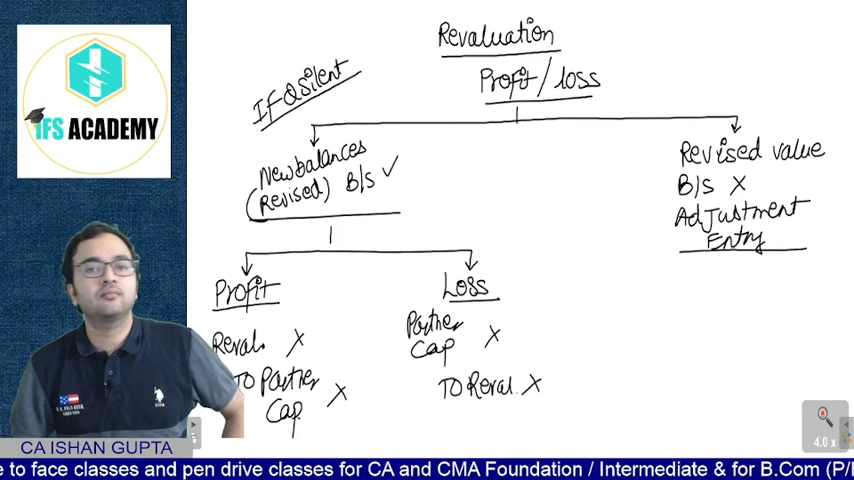 Revaluation
Profit/Loss
IF Q silent
New balances
(Revised) B/S ✓
Revised value
B/S X
Adjustment
Entry
Profit
Loss
Reval. X
To Partner
Cap. X
Partner
Cap X
To Reval. X
IFS ACADEMY
CA ISHAN GUPTA
e to face classes and pen drive classes for CA and CMA Foundation / Intermediate & for B.Com (P/
4.0 x